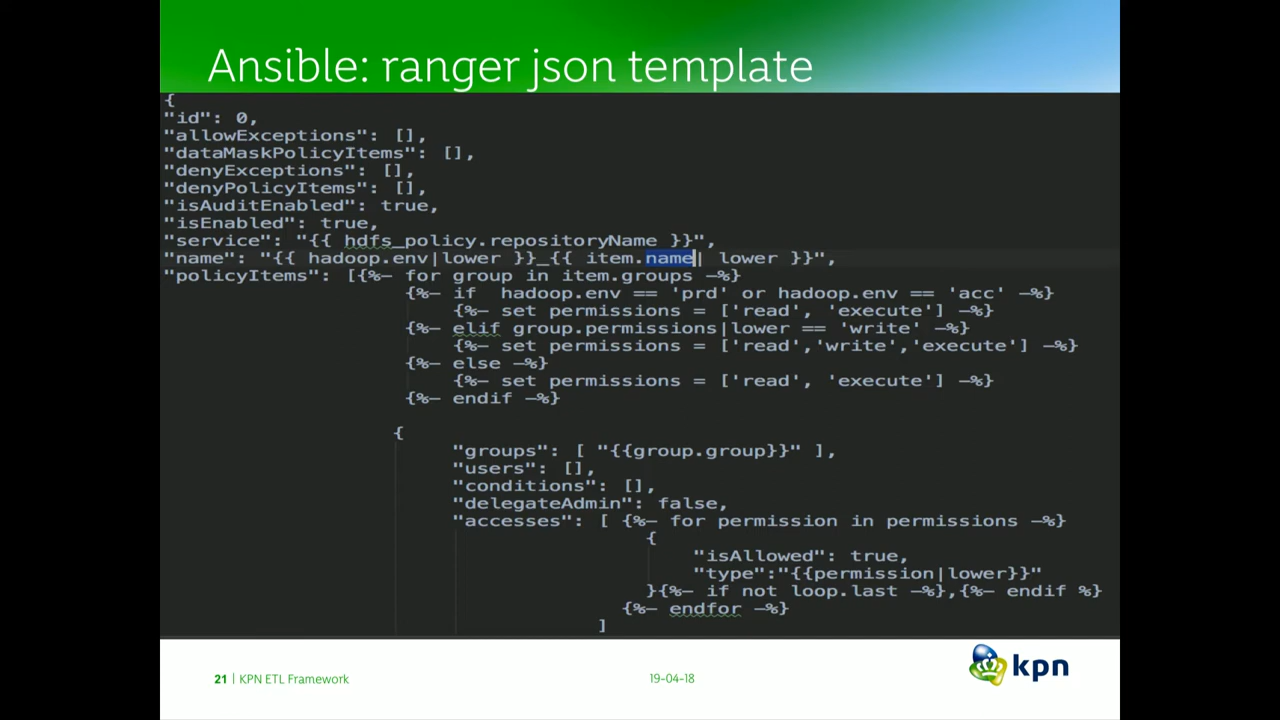 Ansible: ranger json template
{
"id": 0,
"allowExceptions": [],
"dataMaskPolicyItems": [],
"denyExceptions": [],
"denyPolicyItems": [],
"isAuditEnabled": true,
"isEnabled": true,
"service": "{{ hdfs_policy.repositoryName }}",
"name": "{{ hadoop.env|lower }}_{{ item.name| lower }}",
"policyItems": [{%- for group in item.groups -%}
{%- if  hadoop.env == 'prd' or hadoop.env == 'acc' -%}
{%- set permissions = ['read', 'execute'] -%}
{%- elif group.permissions|lower == 'write' -%}
{%- set permissions = ['read','write','execute'] -%}
{%- else -%}
{%- set permissions = ['read', 'execute'] -%}
{%- endif -%}
{
"groups": [ "{{group.group}}" ],
"users": [],
"conditions": [],
"delegateAdmin": false,
"accesses": [ {%- for permission in permissions -%}
{
"isAllowed": true,
"type":"{{permission|lower}}"
}{%- if not loop.last -%},{%- endif %}
{%- endfor -%}
]
21 | KPN ETL Framework
19-04-18
kpn